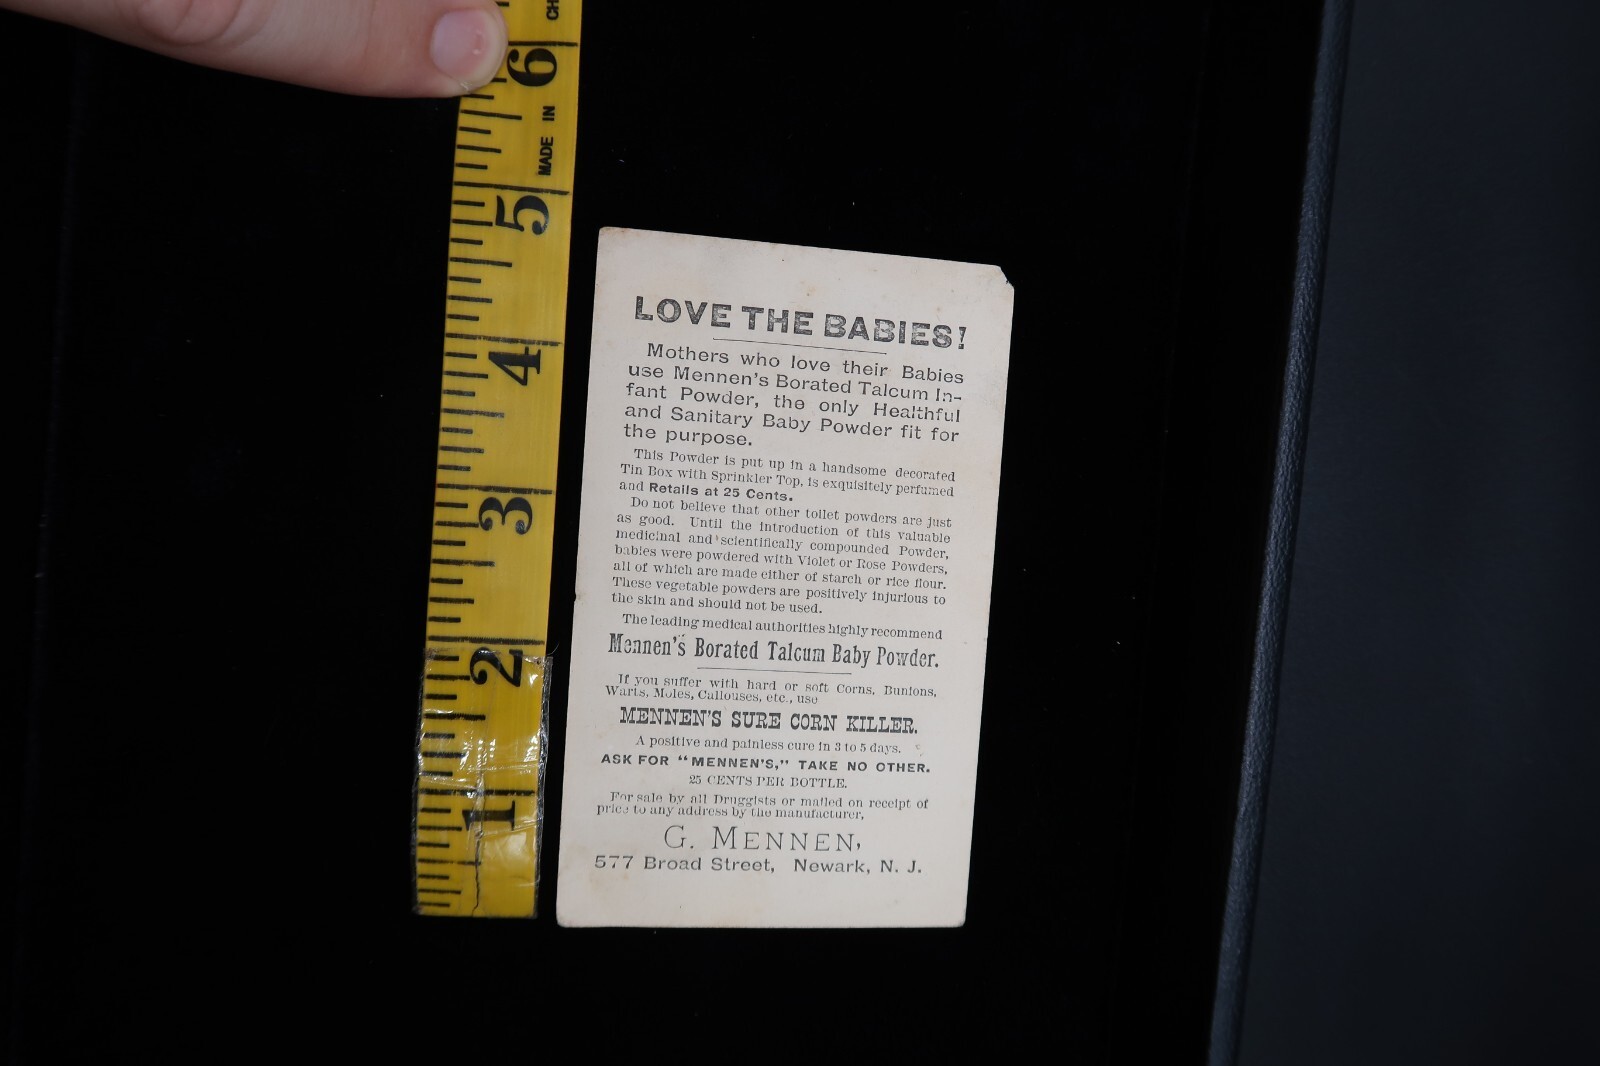 CH
6
MADE IN
5
4
3
2
1
LOVE THE BABIES!
Mothers who love their Babies
use Mennen's Borated Talcum In-
fant Powder, the only Healthful
and Sanitary Baby Powder fit for
the purpose.
This Powder is put up in a handsome decorated
Tin Box with Sprinkler Top, is exquisitely perfumed
and Retails at 25 Cents.
Do not believe that other toilet powders are just
as good. Until the introduction of this valuable
medicinal and scientifically compounded Powder,
babies were powdered with Violet or Rose Powders,
all of which are made either of starch or rice flour.
These vegetable powders are positively injurious to
the skin and should not be used.
The leading medical authorities highly recommend
Mennen's Borated Talcum Baby Powder.
If you suffer with hard or soft Corns, Bunions,
Warts, Moles, Callouses, etc., use
MENNEN'S SURE CORN KILLER.
A positive and painless cure in 3 to 5 days.
ASK FOR "MENNEN'S," TAKE NO OTHER.
25 CENTS PER BOTTLE.
For sale by all Druggists or mailed on receipt of
price to any address by the manufacturer,
G. MENNEN,
577 Broad Street, Newark, N. J.